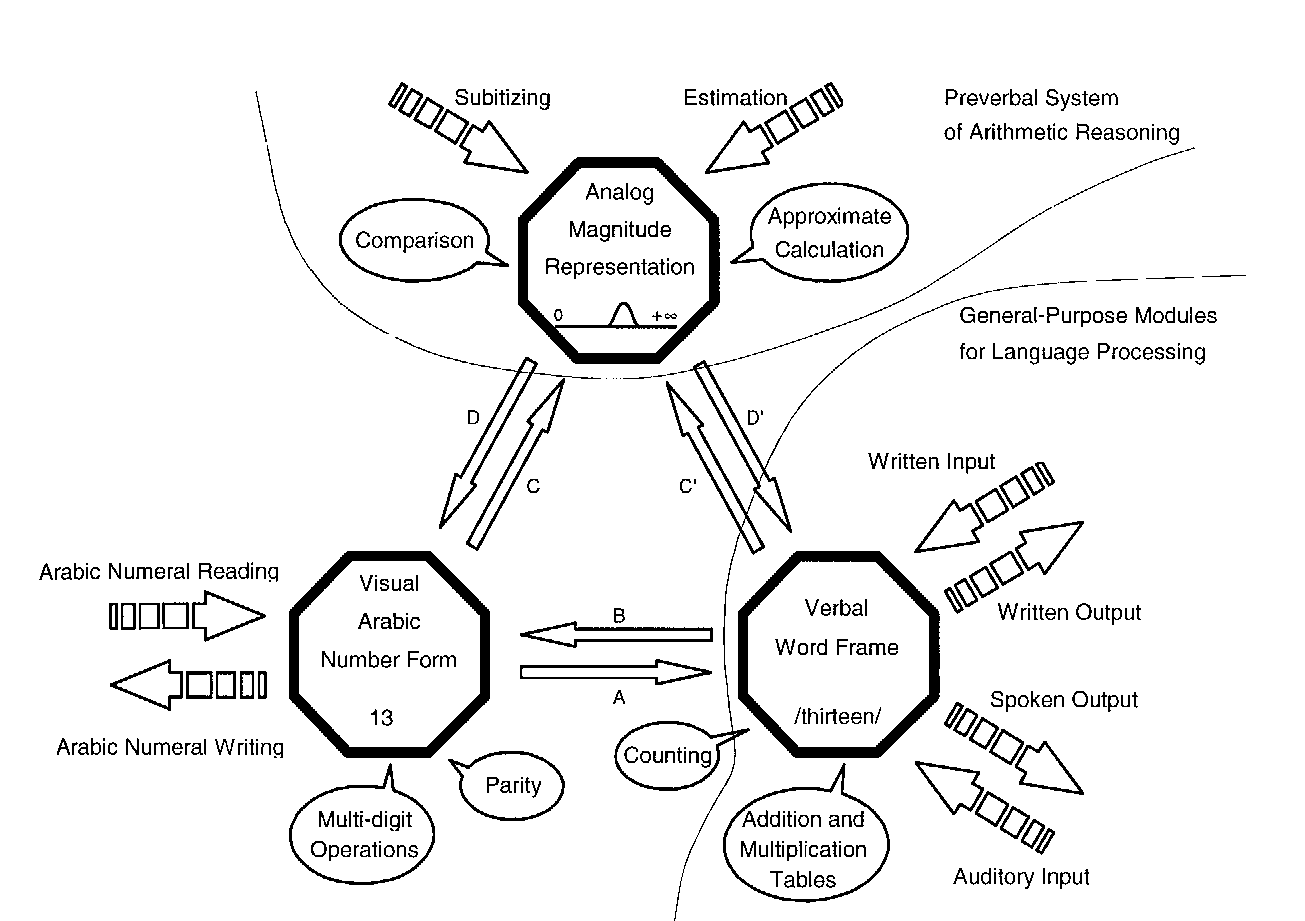 Subitizing
Estimation
Preverbal System
of Arithmetic Reasoning
Analog
Magnitude
Representation
0
+∞
Comparison
Approximate
Calculation
General-Purpose Modules
for Language Processing
D
C
D'
C'
Written Input
Written Output
Arabic Numeral Reading
Arabic Numeral Writing
Visual
Arabic
Number Form
13
B
A
Verbal
Word Frame
/thirteen/
Spoken Output
Auditory Input
Counting
Parity
Multi-digit
Operations
Addition and
Multiplication
Tables